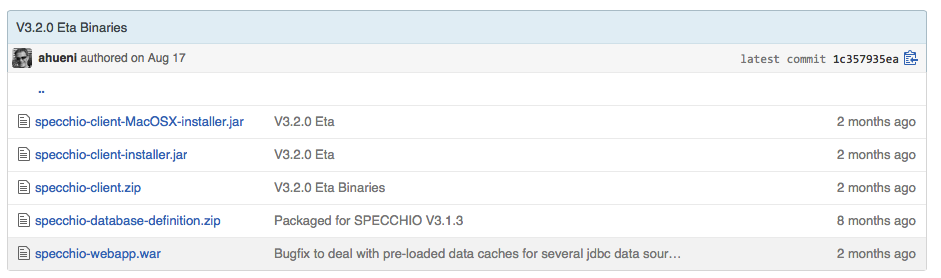 V3.2.0 Eta Binaries
ahueni authored on Aug 17 latest commit 1c357935ea
..
specchio-client-MacOSX-installer.jar V3.2.0 Eta 2 months ago
specchio-client-installer.jar V3.2.0 Eta 2 months ago
specchio-client.zip V3.2.0 Eta Binaries 2 months ago
specchio-database-definition.zip Packaged for SPECCHIO V3.1.3 8 months ago
specchio-webapp.war Bugfix to deal with pre-loaded data caches for several jdbc data sour… 2 months ago